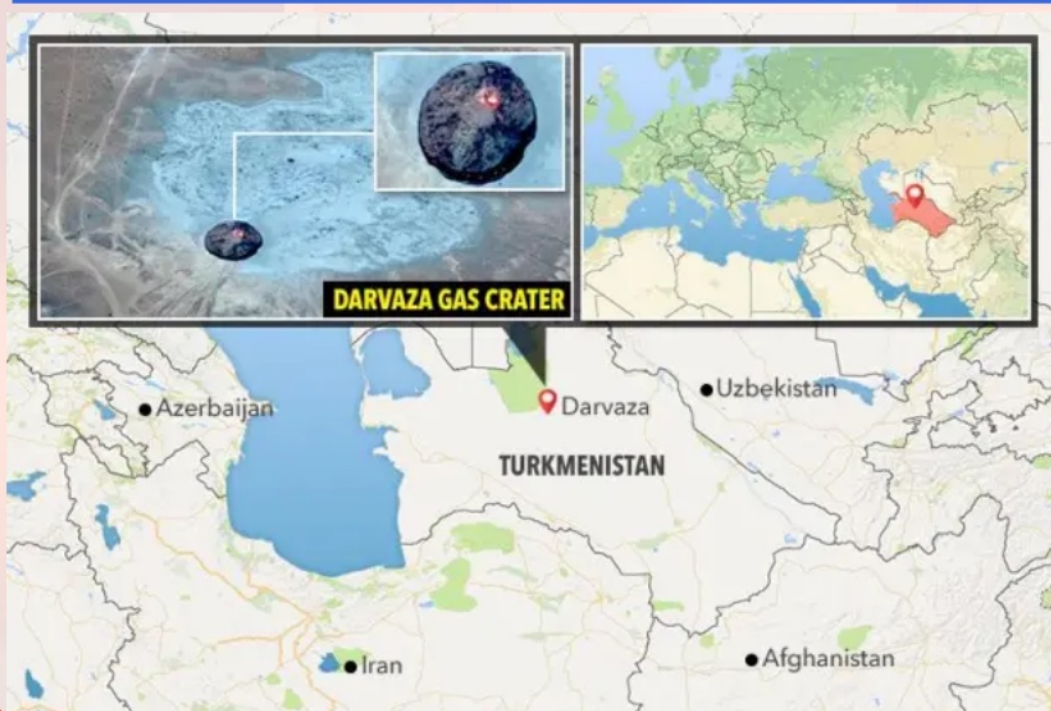 DARVAZA GAS CRATER
Azerbaijan
Darvaza
Uzbekistan
TURKMENISTAN
Iran
Afghanistan